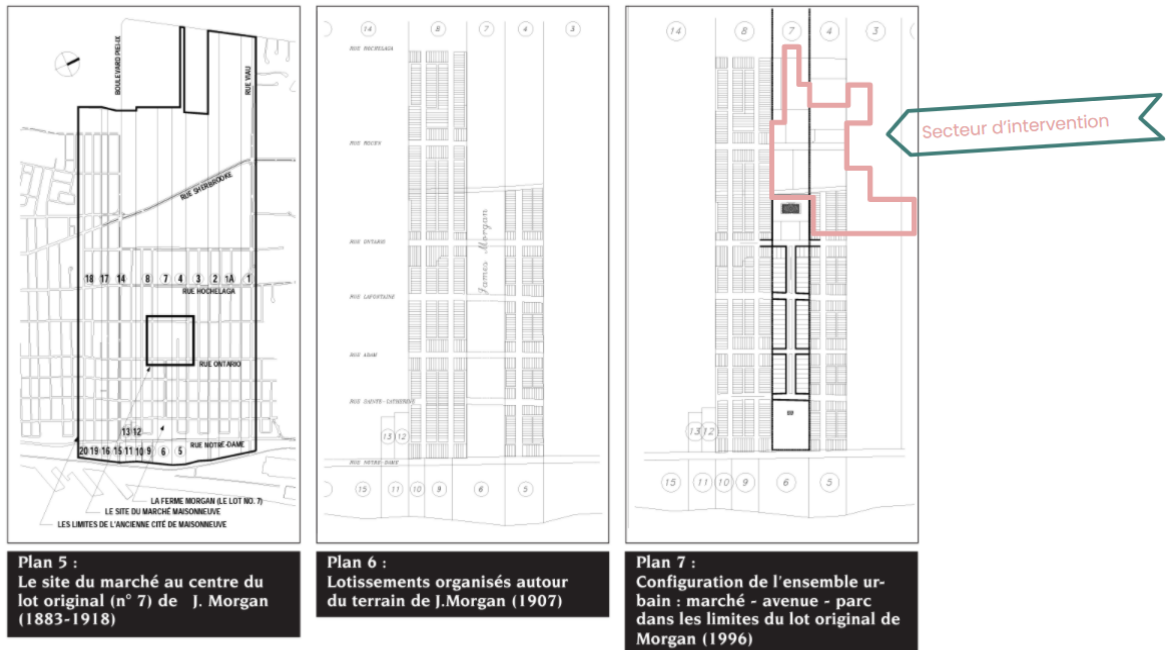 BOULEVARD PIE-IX
RUE VIAU
RUE SHERBROOKE
18 17 14 8 7 4 3 2 1A 1
RUE HOCHELAGA
RUE ONTARIO
13 12
RUE NOTRE-DAME
20 19 16 15 11 10 9 6 5
LA FERME MORGAN (LE LOT NO. 7)
LE SITE DU MARCHÉ MAISONNEUVE
LES LIMITES DE L'ANCIENNE CITÉ DE MAISONNEUVE
Plan 5 :
Le site du marché au centre du
lot original (n° 7) de J. Morgan
(1883-1918)
14 8 7 4 3
RUE HOCHELAGA
RUE ROUEN
James Morgan
RUE ONTARIO
RUE LAFONTAINE
RUE ADAM
RUE SAINTE-CATHERINE
13 12
RUE NOTRE-DAME
15 11 10 9 6 5
Plan 6 :
Lotissements organisés autour
du terrain de J.Morgan (1907)
14 8 7 4 3
13 12
15 11 10 9 6 5
Plan 7 :
Configuration de l'ensemble ur-
bain : marché - avenue - parc
dans les limites du lot original de
Morgan (1996)
Secteur d'intervention